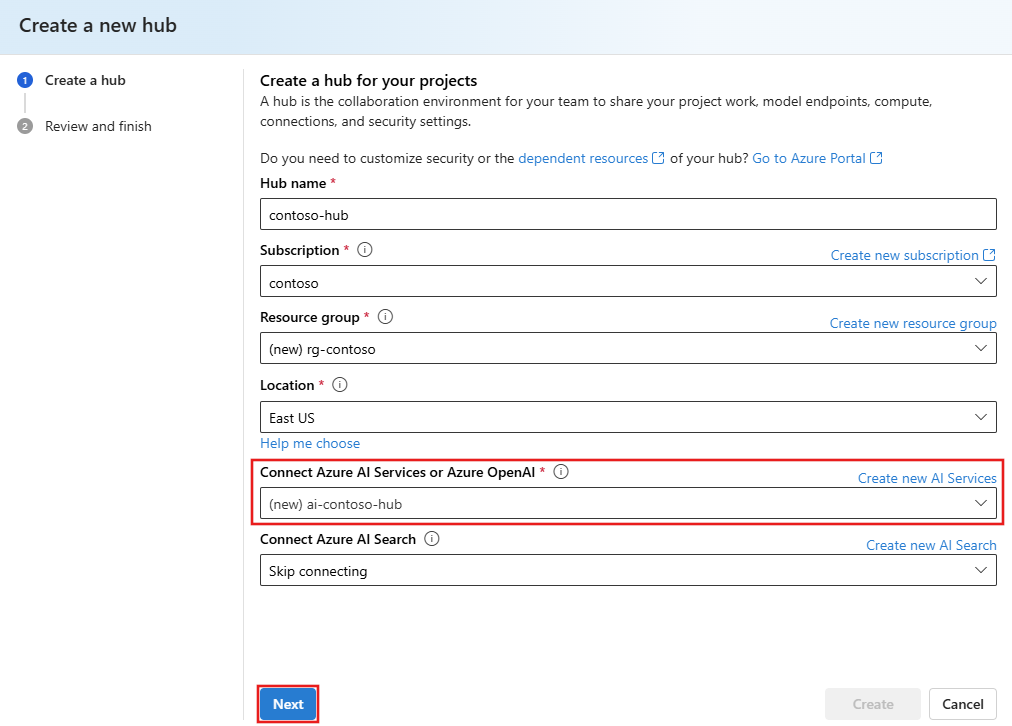 Create a new hub
1 Create a hub
2 Review and finish
Create a hub for your projects
A hub is the collaboration environment for your team to share your project work, model endpoints, compute,
connections, and security settings.
Do you need to customize security or the dependent resources of your hub? Go to Azure Portal
Hub name *
contoso-hub
Subscription *
Create new subscription
contoso
Resource group *
Create new resource group
(new) rg-contoso
Location *
East US
Help me choose
Connect Azure AI Services or Azure OpenAI *
Create new AI Services
(new) ai-contoso-hub
Connect Azure AI Search
Create new AI Search
Skip connecting
Next
Create
Cancel